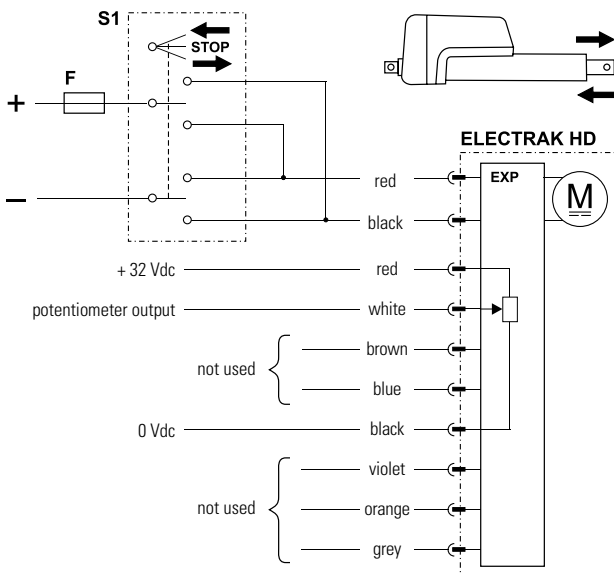 S1
STOP
F
+
–
ELECTRAK HD
EXP
M
red
black
+ 32 Vdc
red
potentiometer output
white
brown
not used
blue
0 Vdc
black
violet
not used
orange
grey